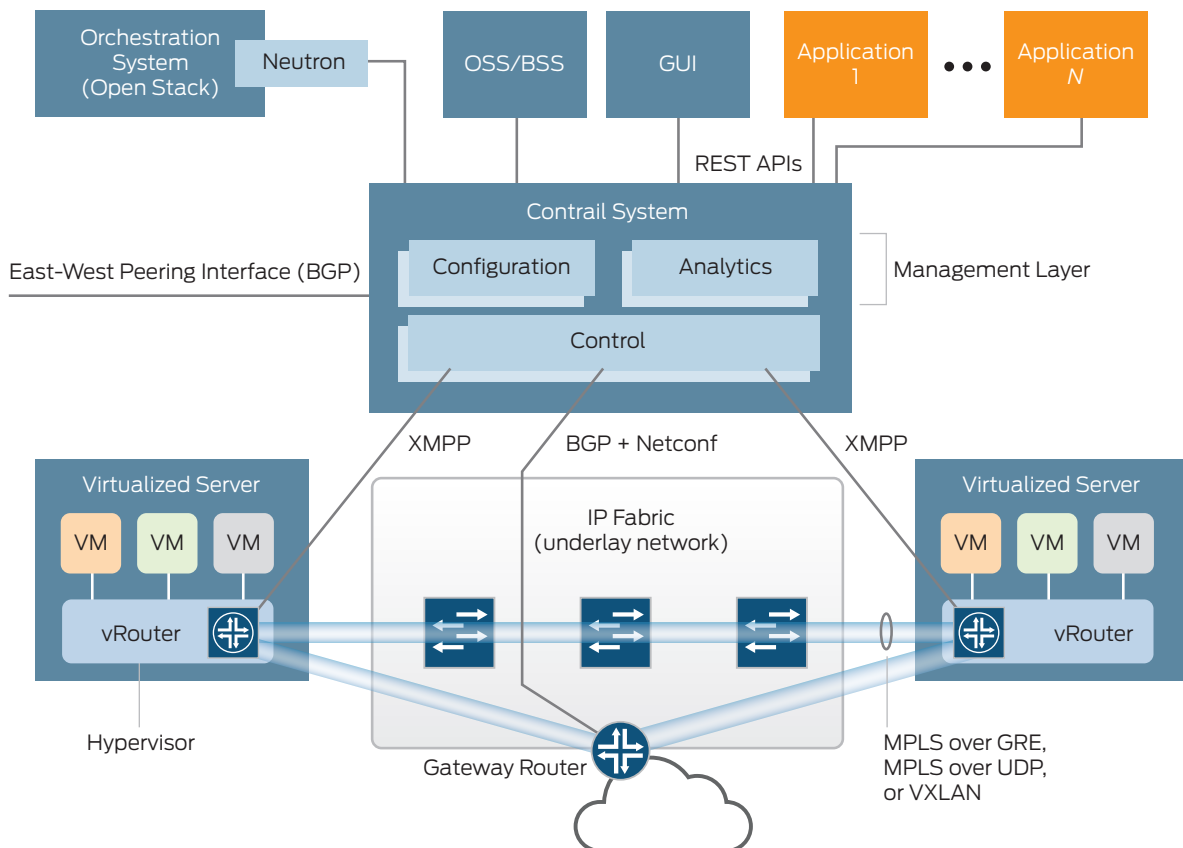 Orchestration
System
(Open Stack)
Neutron
OSS/BSS
GUI
Application
1
•••
Application
N
REST APIs
Contrail System
Configuration
Analytics
Management Layer
East-West Peering Interface (BGP)
Control
XMPP
BGP + Netconf
XMPP
Virtualized Server
VM
VM
VM
vRouter
Hypervisor
IP Fabric
(underlay network)
Virtualized Server
VM
VM
VM
vRouter
Gateway Router
MPLS over GRE,
MPLS over UDP,
or VXLAN